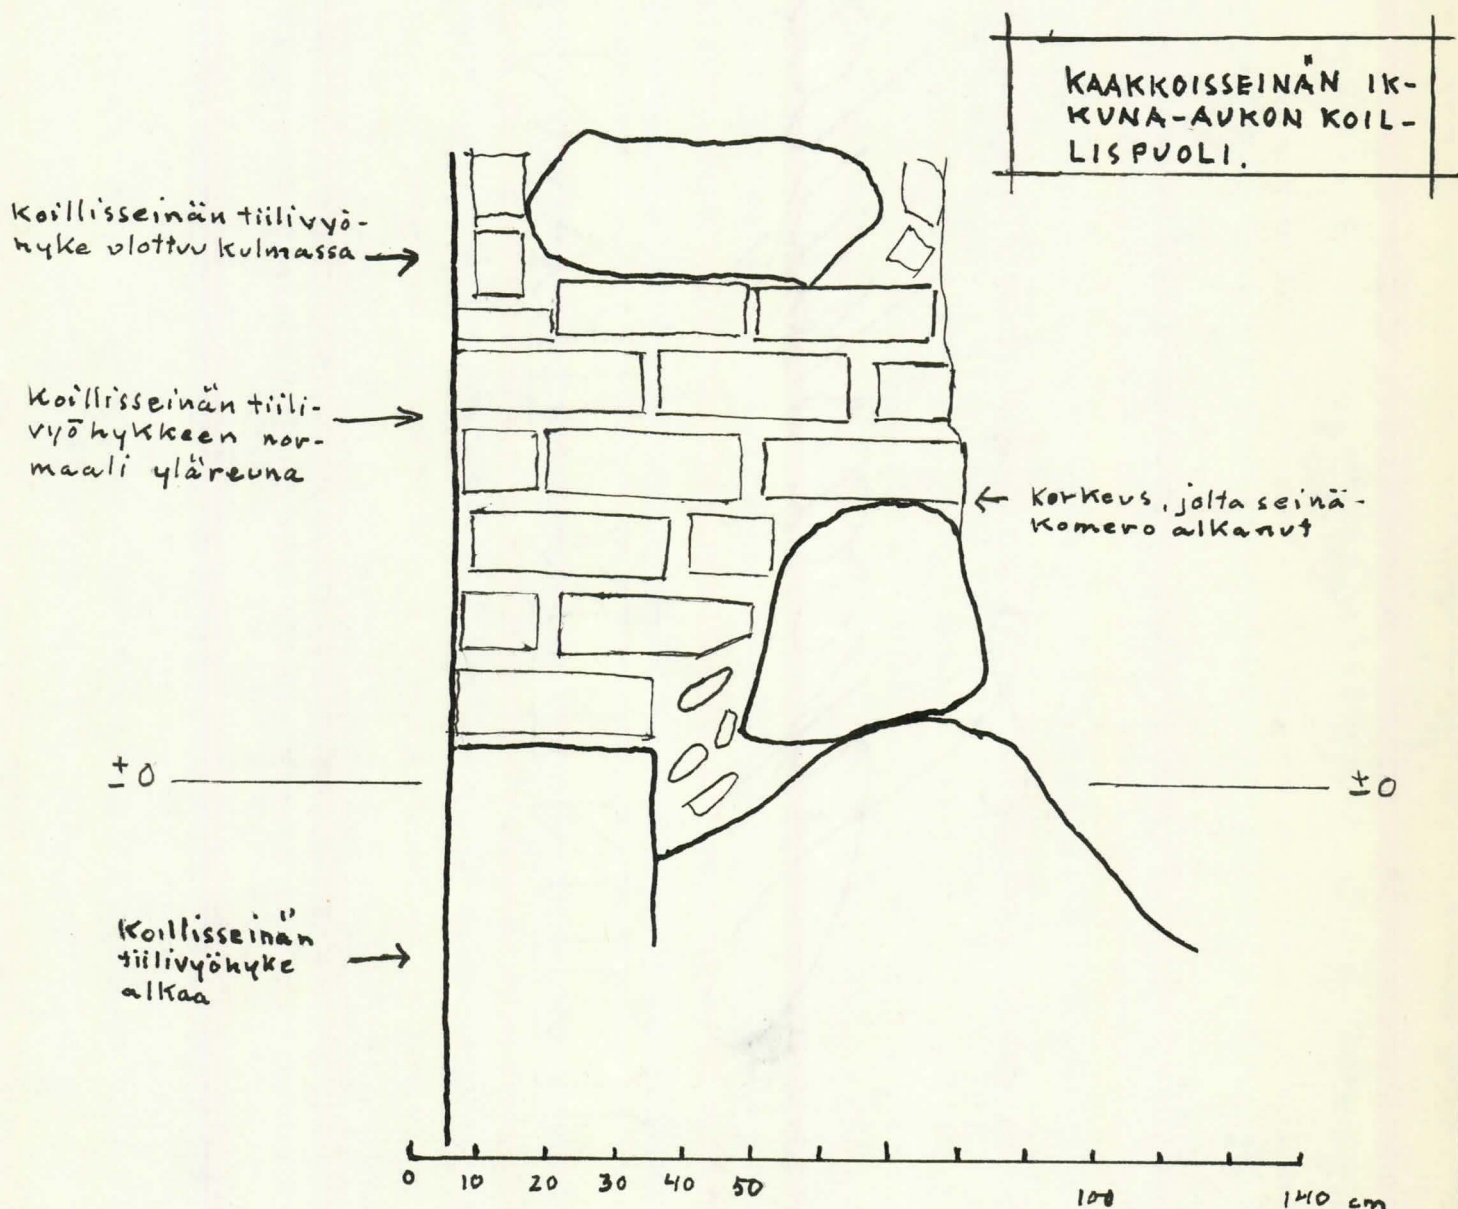 KAAKKOISSEINÄN IK-
KUNA-AUKON KOIL-
LISPUOLI.
Koillisseinän tiilivyö-
hyke ulottuu kulmassa
Koillisseinän tiili-
vyöhykkeen nor-
maali yläreuna
Korkeus, jolta seinä-
komero alkanut
±0
±0
Koillisseinän
tiilivyöhyke
alkaa
0 10 20 30 40 50 100 140 cm